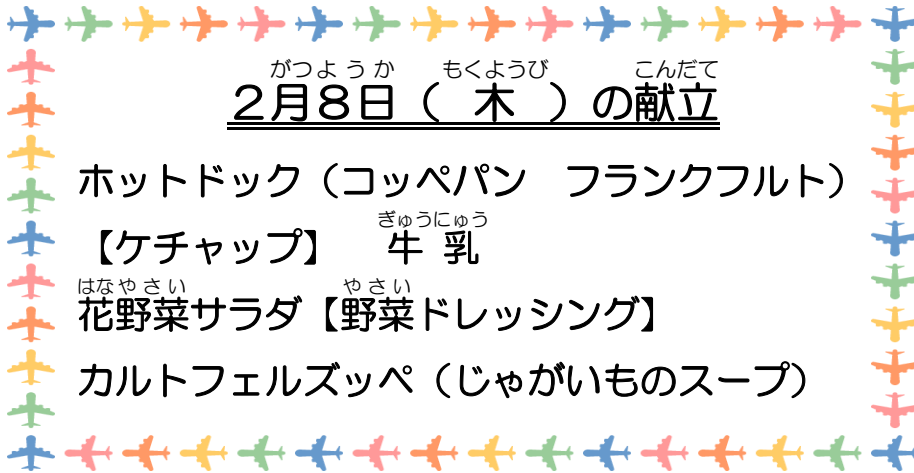 がつようか もくようび こんだて
２月８日（ 木 ）の献立
ホットドック（コッペパン　フランクフルト）
ぎゅうにゅう
【ケチャップ】　牛 乳
はなやさい やさい
花野菜サラダ【野菜ドレッシング】
カルトフェルズッペ（じゃがいものスープ）